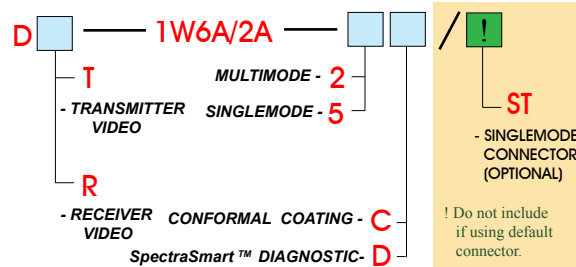 D — 1W6A/2A — / !
T
- TRANSMITTER
VIDEO
R
- RECEIVER
VIDEO
MULTIMODE - 2
SINGLEMODE - 5
CONFORMAL COATING - C
SpectraSmart ™ DIAGNOSTIC- D
ST
- SINGLEMODE
CONNECTOR
(OPTIONAL)
! Do not include
if using default
connector.